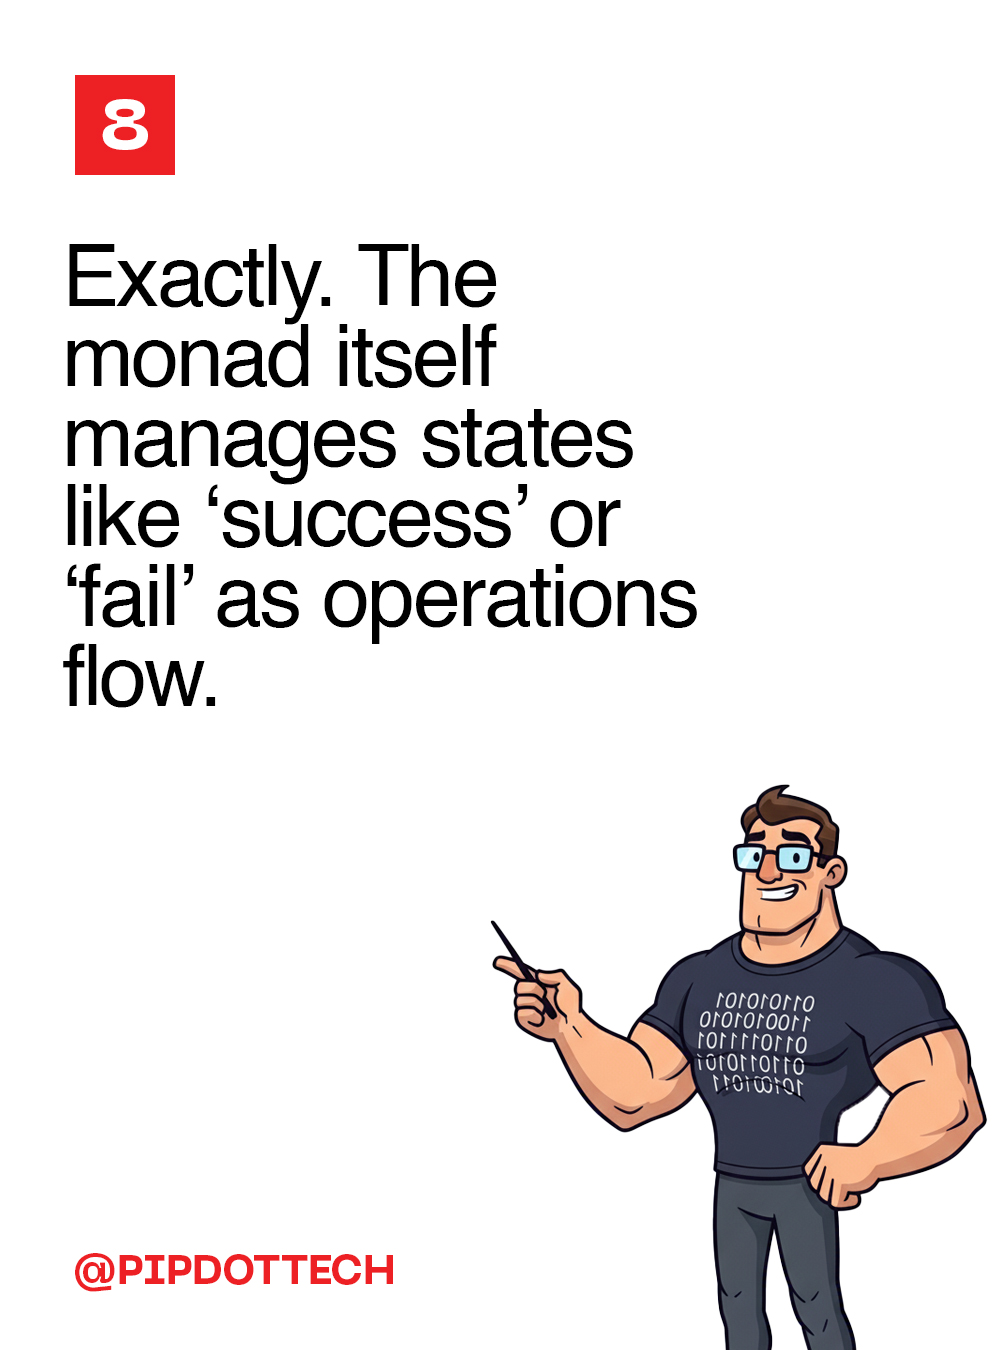 8
Exactly. The
monad itself
manages states
like ‘success’ or
‘fail’ as operations
flow.
@PIPDOTTECH